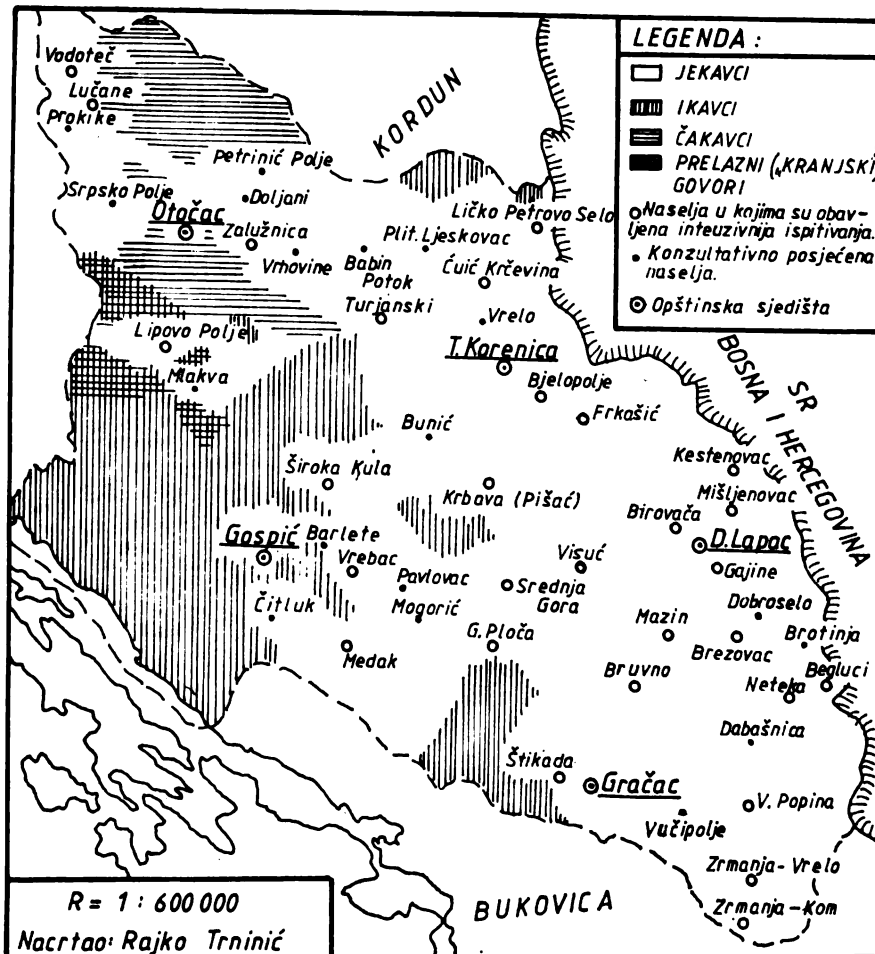 LEGENDA :
JEKAVCI
IKAVCI
ČAKAVCI
PRELAZNI („KRANJSKI)
GOVORI
Naselja u kojima su obav-
ljena inteuzivnija ispitivanja.
Konzultativno posjećena
naselja.
Opštinska sjedišta
KORDUN
SR
BOSNA I HERCEGOVINA
BUKOVICA
Vodoteč
Lučane
Prokike
Petrinić Polje
Srpsko Polje
Doljani
Otočac
Zalužnica
Vrhovine
Babin
Potok
Plit. Ljeskovac
Ličko Petrovo Selo
Ćuić Krčevina
Turjanski
Vrelo
Lipovo Polje
Mlakva
T. Korenica
Bjelopolje
Frkašić
Bunić
Široka Kula
Krbava (Pišać)
Kestenovac
Mišljenovac
Birovača
D. Lapac
Gajine
Gospić
Barlete
Vrebac
Pavlovac
Mogorić
Čitluk
Medak
Visuć
Srednja
Gora
G. Ploča
Mazin
Dobroselo
Brezovac
Brotinja
Begluci
Bruvno
Neteka
Dabašnica
Štikada
Gračac
Vučipolje
V. Popina
Zrmanja-Vrelo
Zrmanja-Kom
R = 1 : 600 000
Nacrtao: Rajko Trninić